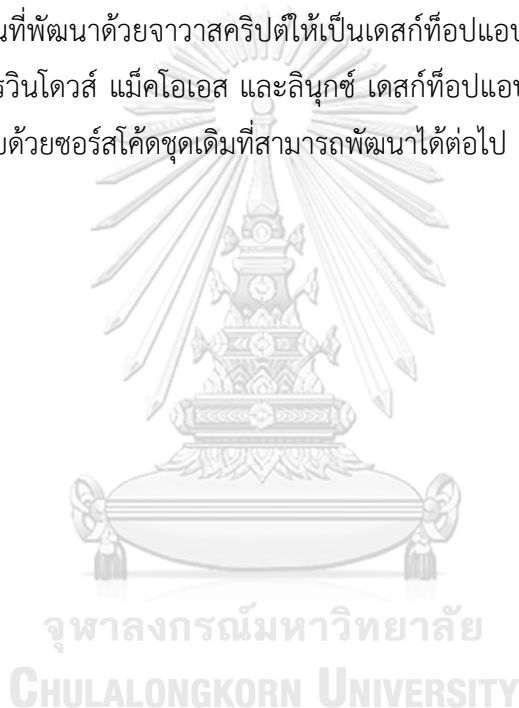 นที่พัฒนาด้วยจาวาสคริปต์ให้เป็นเดสก์ท็อปแอป
รวินโดวส์ แม็คโอเอส และลินุกซ์ เดสก์ท็อปแอป
บด้วยซอร์สโค้ดชุดเดิมที่สามารถพัฒนาได้ต่อไป
จุฬาลงกรณ์มหาวิทยาลัย
CHULALONGKORN UNIVERSITY